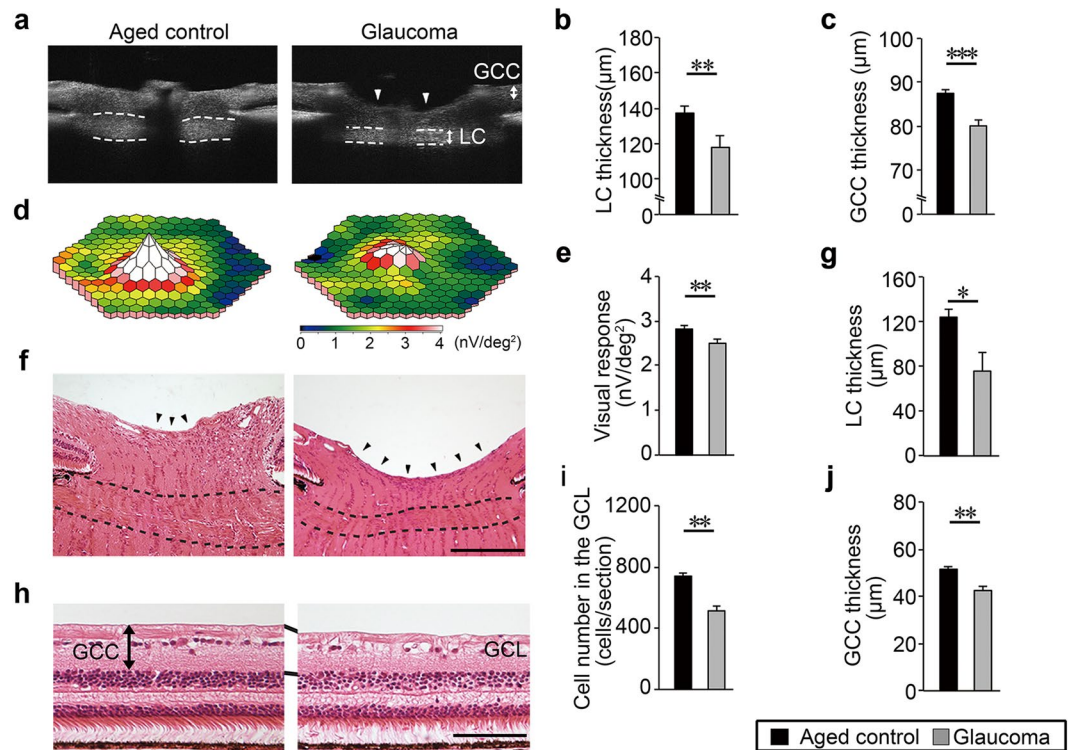 a
Aged control
Glaucoma
GCC
LC
b
LC thickness(μm)
180
160
140
120
100
0
**
c
GCC thickness (μm)
100
90
80
70
0
***
d
0 1 2 3 4 (nV/deg²)
e
Visual response
(nV/deg²)
4
3
2
1
0
**
f
g
LC thickness
(μm)
160
120
80
40
0
*
h
GCC
GCL
i
Cell number in the GCL
(cells/section)
1200
800
400
0
**
j
GCC thickness
(μm)
80
60
40
20
0
**
Aged control Glaucoma